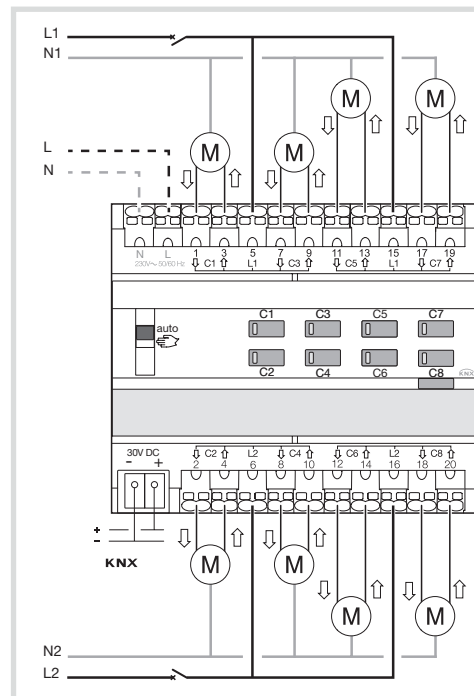 L1
N1
M M
M M
L
N
N L 1 3 5 7 9 11 13 15 17 19
230V~ 50/60 Hz C1 L1 C3 C5 L1 C7
auto
C1 C3 C5 C7
C2 C4 C6 C8
KNX
30V DC
- +
C2 L2 C4 C6 L2 C8
2 4 6 8 10 12 14 16 18 20
+
-
KNX
M M
M M
N2
L2